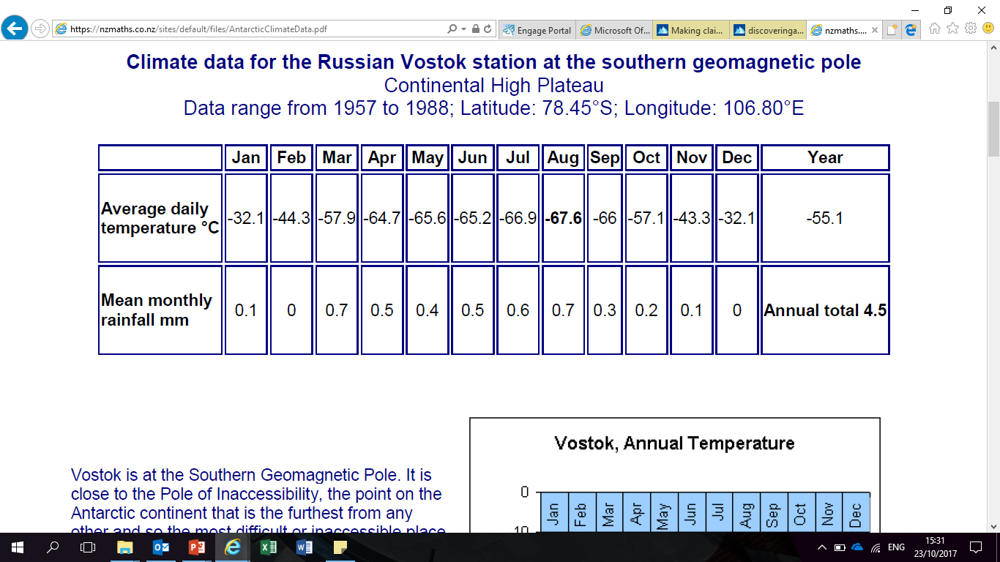 https://nzmaths.co.nz/sites/default/files/AntarcticClimateData.pdf
Engage Portal
Microsoft Of...
Making clai...
discoveringa...
nzmaths....
Climate data for the Russian Vostok station at the southern geomagnetic pole
Continental High Plateau
Data range from 1957 to 1988; Latitude: 78.45°S; Longitude: 106.80°E
Jan Feb Mar Apr May Jun Jul Aug Sep Oct Nov Dec Year
Average daily
temperature °C
-32.1 -44.3 -57.9 -64.7 -65.6 -65.2 -66.9 -67.6 -66 -57.1 -43.3 -32.1 -55.1
Mean monthly
rainfall mm
0.1 0 0.7 0.5 0.4 0.5 0.6 0.7 0.3 0.2 0.1 0 Annual total 4.5
Vostok is at the Southern Geomagnetic Pole. It is
close to the Pole of Inaccessibility, the point on the
Antarctic continent that is the furthest from any
other and so the most difficult or inaccessible place
Vostok, Annual Temperature
0
Jan Feb Mar Apr May Jun Jul Aug Sep Oct Nov Dec
10
ENG
15:31
23/10/2017